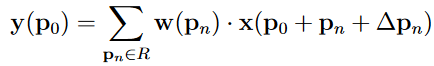 y(p₀) = ∑ w(pₙ) · x(p₀ + pₙ + Δpₙ)
pₙ∈R